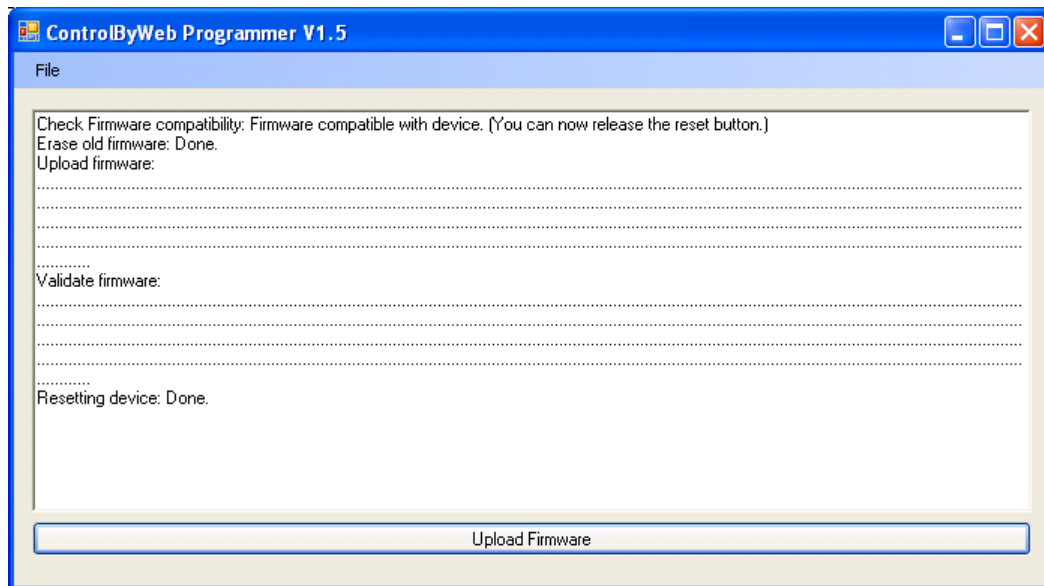 ControlByWeb Programmer V1.5
File
Check Firmware compatibility: Firmware compatible with device. (You can now release the reset button.)
Erase old firmware: Done.
Upload firmware:
Validate firmware:
Resetting device: Done.
Upload Firmware